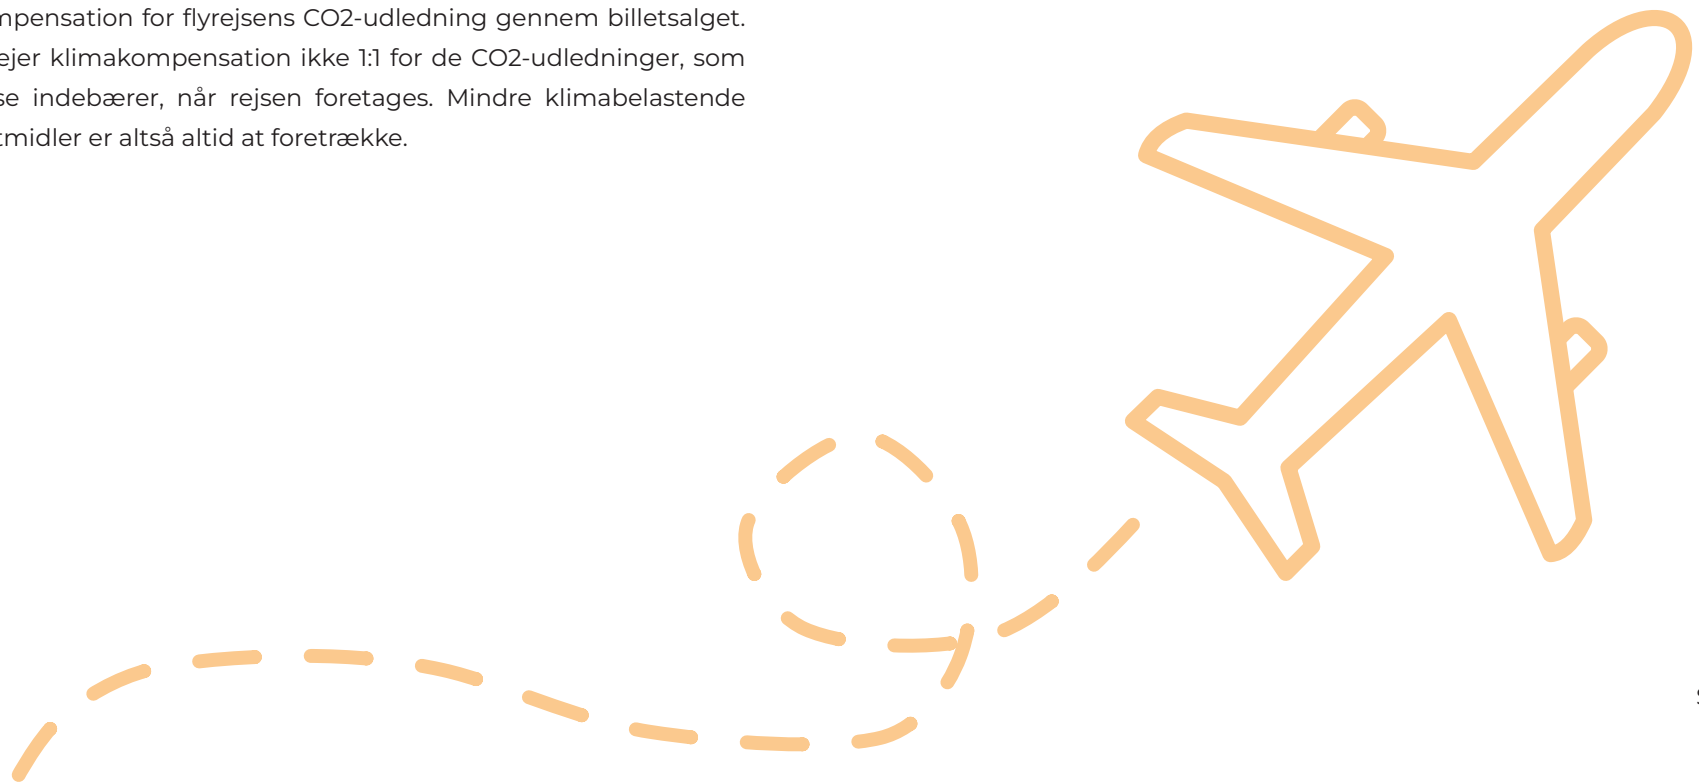 mpensation for flyrejsens CO2-udledning gennem billetsalget.
ejer klimakompensation ikke 1:1 for de CO2-udledninger, som
se indebærer, når rejsen foretages. Mindre klimabelastende
tmidler er altså altid at foretrække.